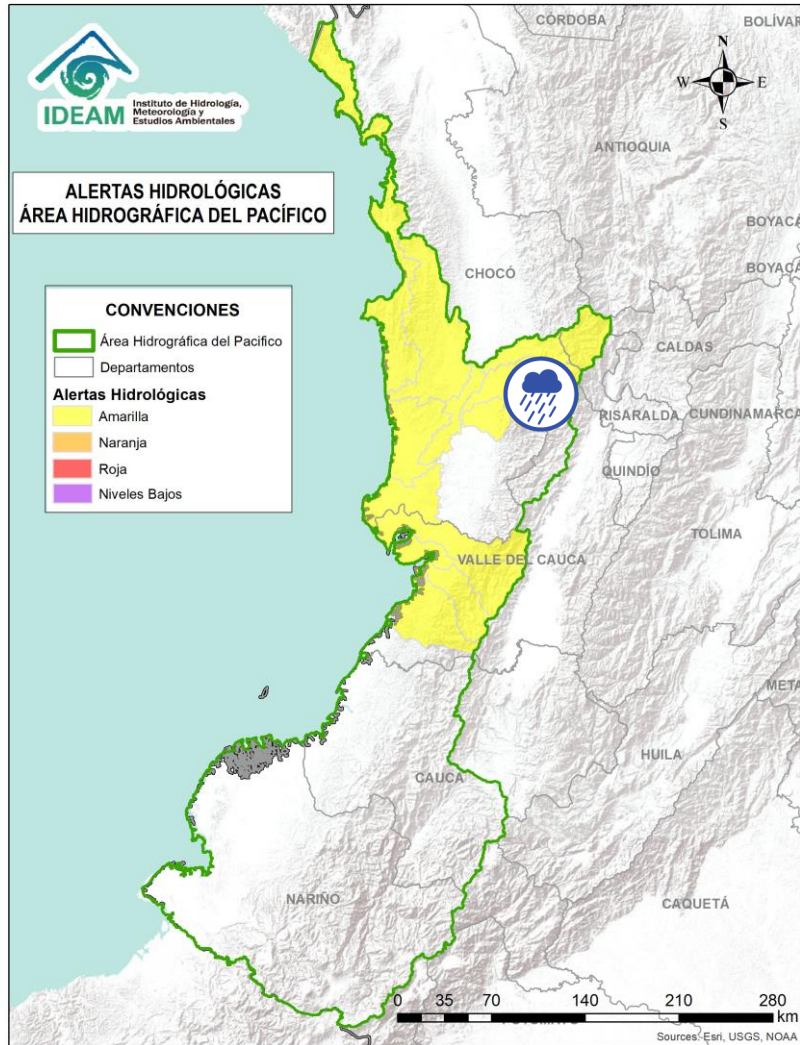 IDEAM
Instituto de Hidrología,
Meteorología y
Estudios Ambientales
ALERTAS HIDROLÓGICAS
ÁREA HIDROGRÁFICA DEL PACÍFICO
CONVENCIONES
Área Hidrográfica del Pacifico
Departamentos
Alertas Hidrológicas
Amarilla
Naranja
Roja
Niveles Bajos
CÓRDOBA
BOLÍVAR
N
W
E
S
ANTIOQUIA
BOYACÁ
CHOCÓ
BOYACÁ
CALDAS
RISARALDA
CUNDINAMARCA
QUINDÍO
TOLIMA
VALLE DEL CAUCA
META
HUILA
CAUCA
NARIÑO
CAQUETÁ
0 35 70 140 210 280
km
Sources: Esri, USGS, NOAA